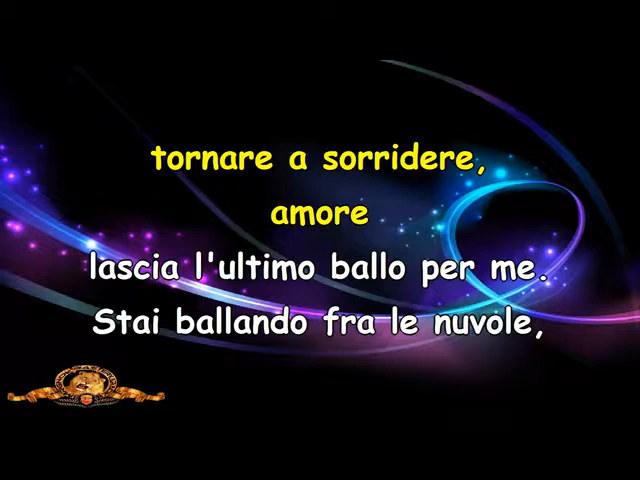 tornare a sorridere,
amore
lascia l'ultimo ballo per me.
Stai ballando fra le nuvole,